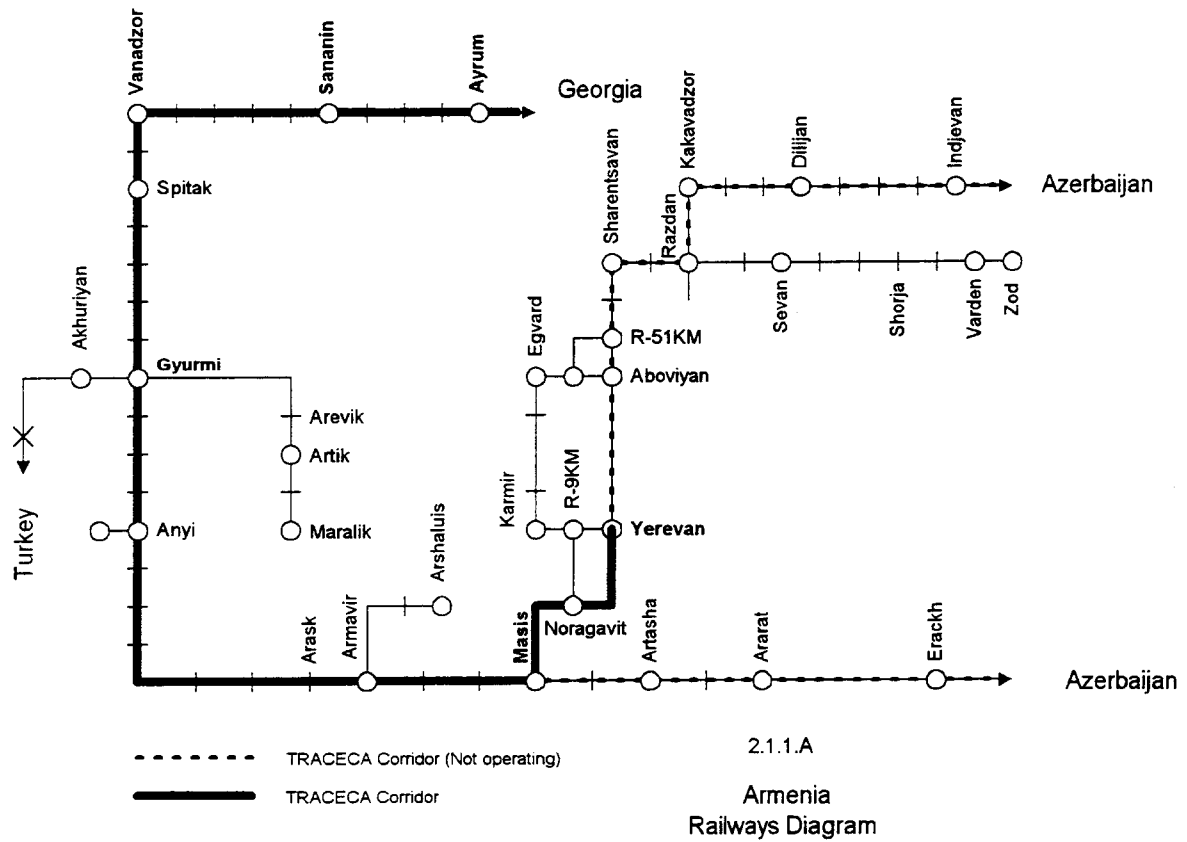 Vanadzor
Sananin
Ayrum
Georgia
Spitak
Akhuriyan
Gyurmi
Arevik
Artik
Maralik
Turkey
Anyi
Sharentsavan
Razdan
Kakavadzor
Dilijan
Indjevan
Azerbaijan
Sevan
Shorja
Varden
Zod
Egvard
R-51KM
Aboviyan
Karmir
R-9KM
Yerevan
Arshaluis
Arask
Armavir
Masis
Noragavit
Artasha
Ararat
Erackh
Azerbaijan
TRACECA Corridor (Not operating)
TRACECA Corridor
2.1.1.A
Armenia
Railways Diagram